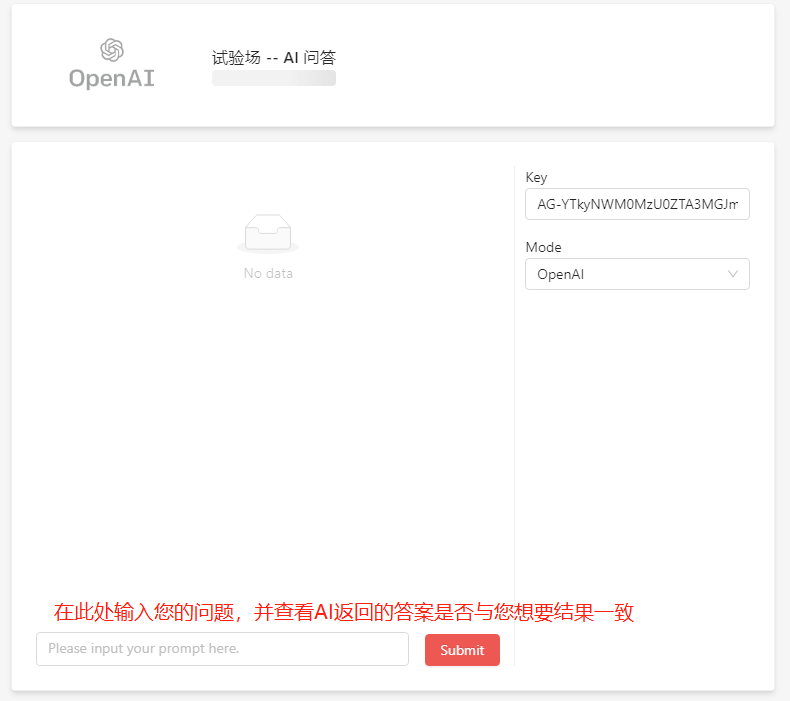 OpenAI
试验场 -- AI 问答
Key
AG-YTkyNWM0MzU0ZTA3MGJm
Mode
OpenAI
No data
在此处输入您的问题，并查看AI返回的答案是否与您想要结果一致
Please input your prompt here.
Submit